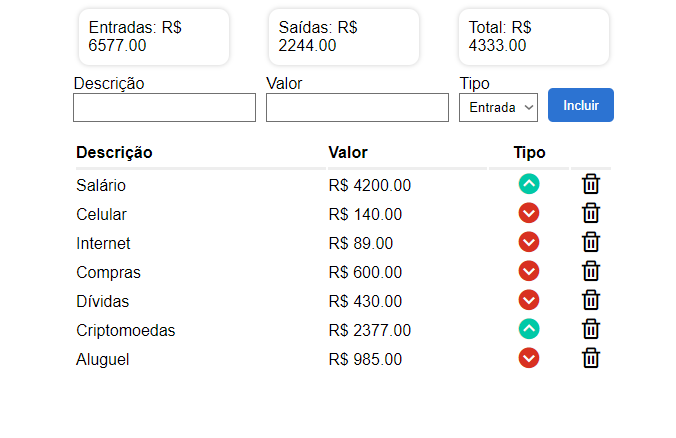 Entradas: R$ 6577.00
Saídas: R$ 2244.00
Total: R$ 4333.00
Descrição Valor Tipo
Entrada Incluir
Descrição Valor Tipo
Salário R$ 4200.00
Celular R$ 140.00
Internet R$ 89.00
Compras R$ 600.00
Dívidas R$ 430.00
Criptomoedas R$ 2377.00
Aluguel R$ 985.00